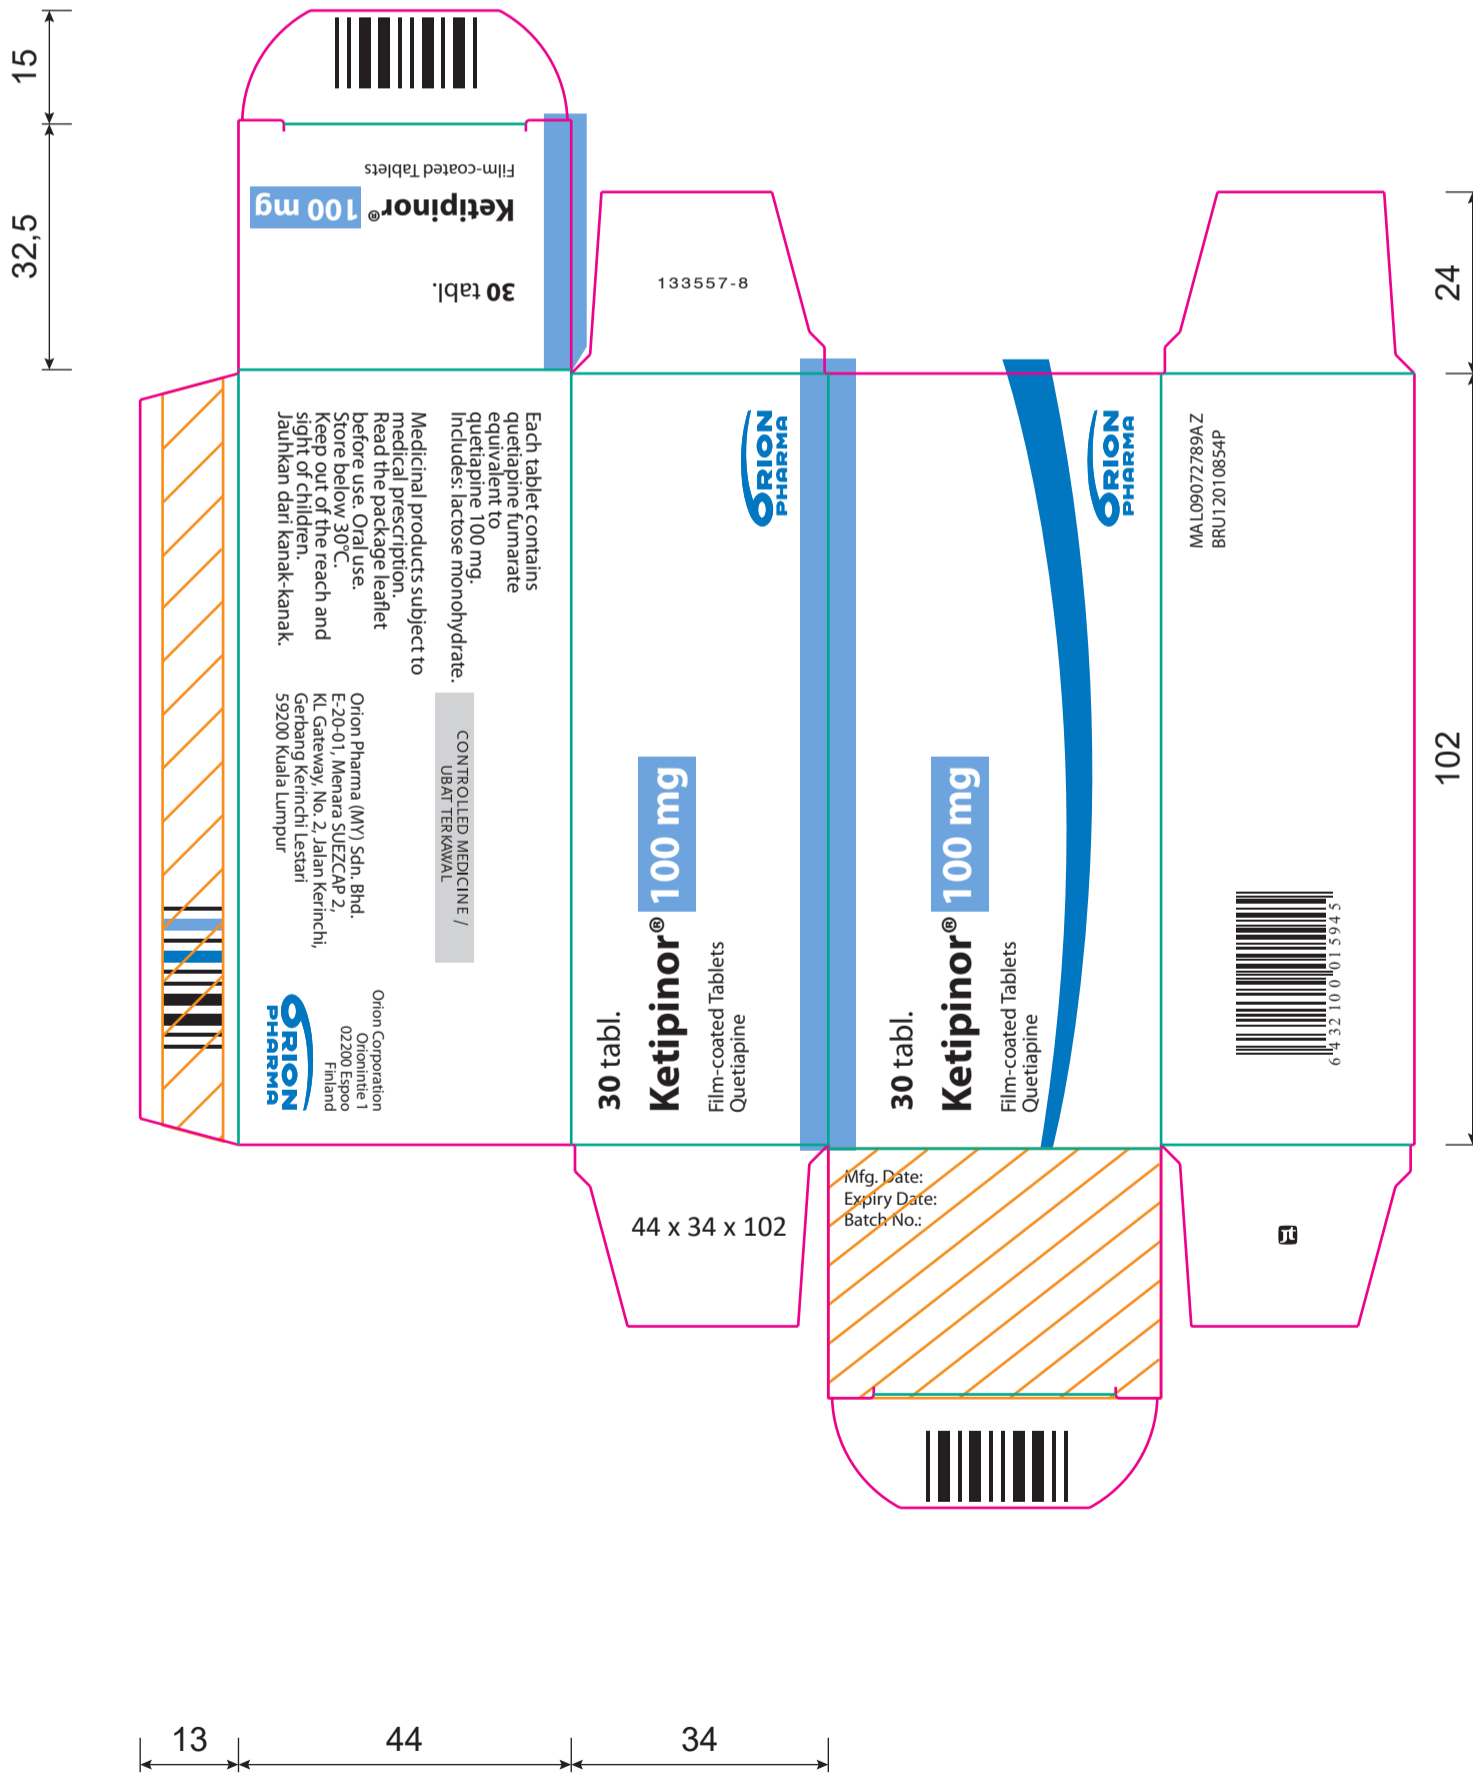 15
32,5
Ketipinor® 100 mg
Film-coated Tablets
30 tabl.
133557-8
24
102
Each tablet contains
quetiapine fumarate
equivalent to
quetiapine 100 mg.
Includes: lactose monohydrate.
Medicinal products subject to
medical prescription.
Read the package leaflet
before use. Oral use.
Store below 30°C.
Keep out of the reach and
sight of children.
Jauhkan dari kanak-kanak.
CONTROLLED MEDICINE /
UBAT TERKAWAL
Orion Pharma (MY) Sdn. Bhd.
E-20-01, Menara SUEZCAP 2,
KL Gateway, No. 2, Jalan Kerinchi,
Gerbang Kerinchi Lestari
59200 Kuala Lumpur
Orion Corporation
Orionintie 1
02200 Espoo
Finland
ORION
PHARMA
30 tabl.
Ketipinor® 100 mg
Film-coated Tablets
Quetiapine
ORION
PHARMA
30 tabl.
Ketipinor® 100 mg
Film-coated Tablets
Quetiapine
ORION
PHARMA
MAL09072789AZ
BRU12010854P
6 432100 015945
44 x 34 x 102
Mfg. Date:
Expiry Date:
Batch No.:
13
44
34